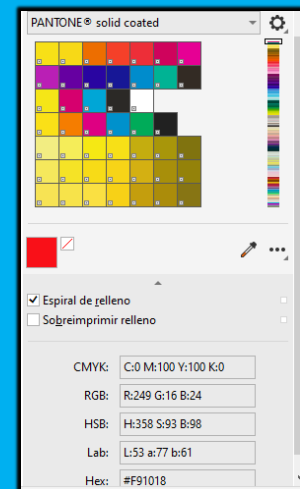 PANTONE® solid coated
Espiral de relleno
Sobreimprimir relleno
CMYK: C:0 M:100 Y:100 K:0
RGB: R:249 G:16 B:24
HSB: H:358 S:93 B:98
Lab: L:53 a:77 b:61
Hex: #F91018